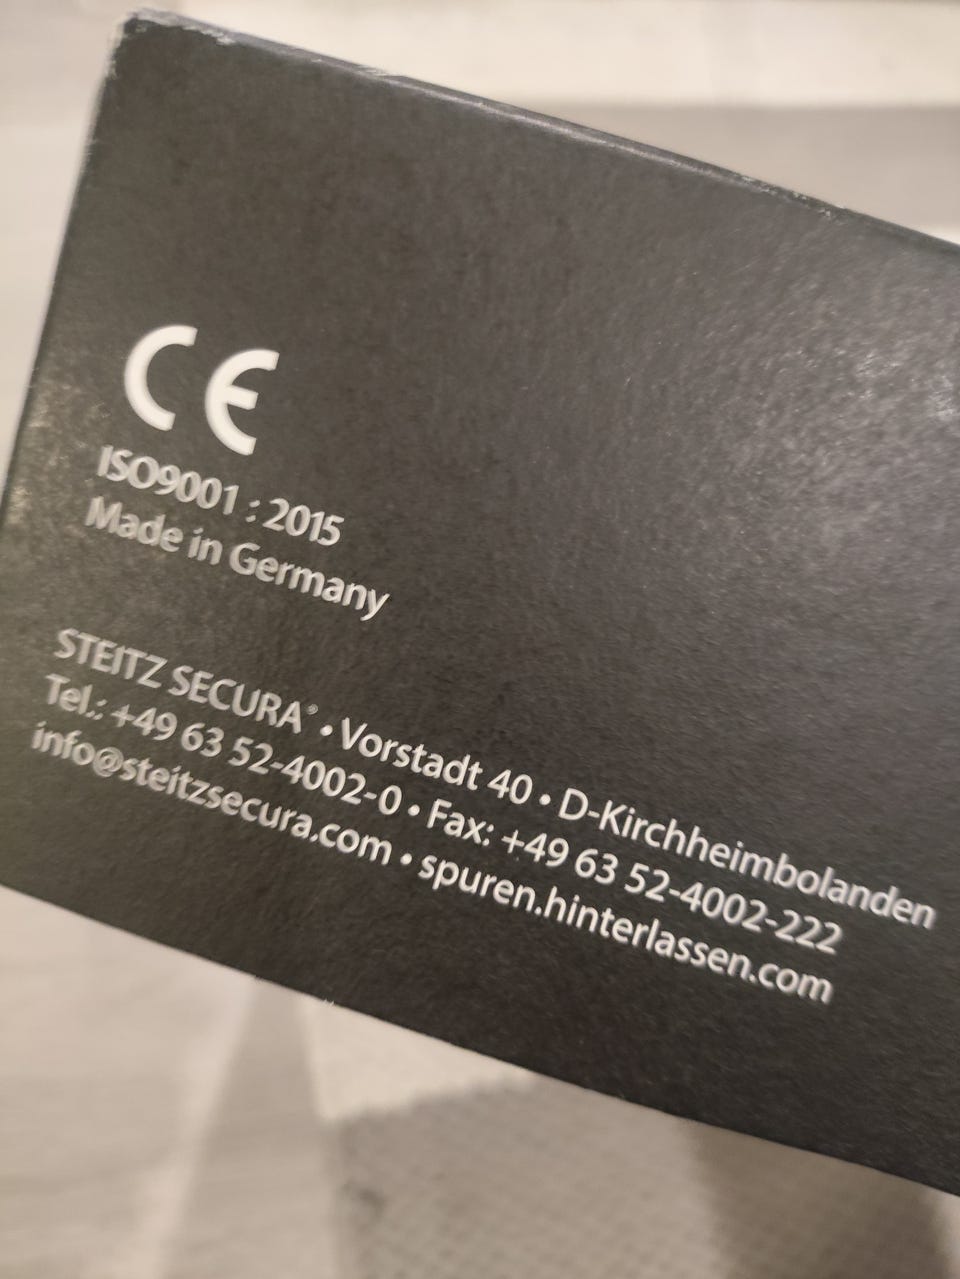 CE
ISO9001 : 2015
Made in Germany
STEITZ SECURA® • Vorstadt 40 • D-Kirchheimbolanden
Tel.: +49 63 52-4002-0 • Fax: +49 63 52-4002-222
info@steitzsecura.com • spuren.hinterlassen.com